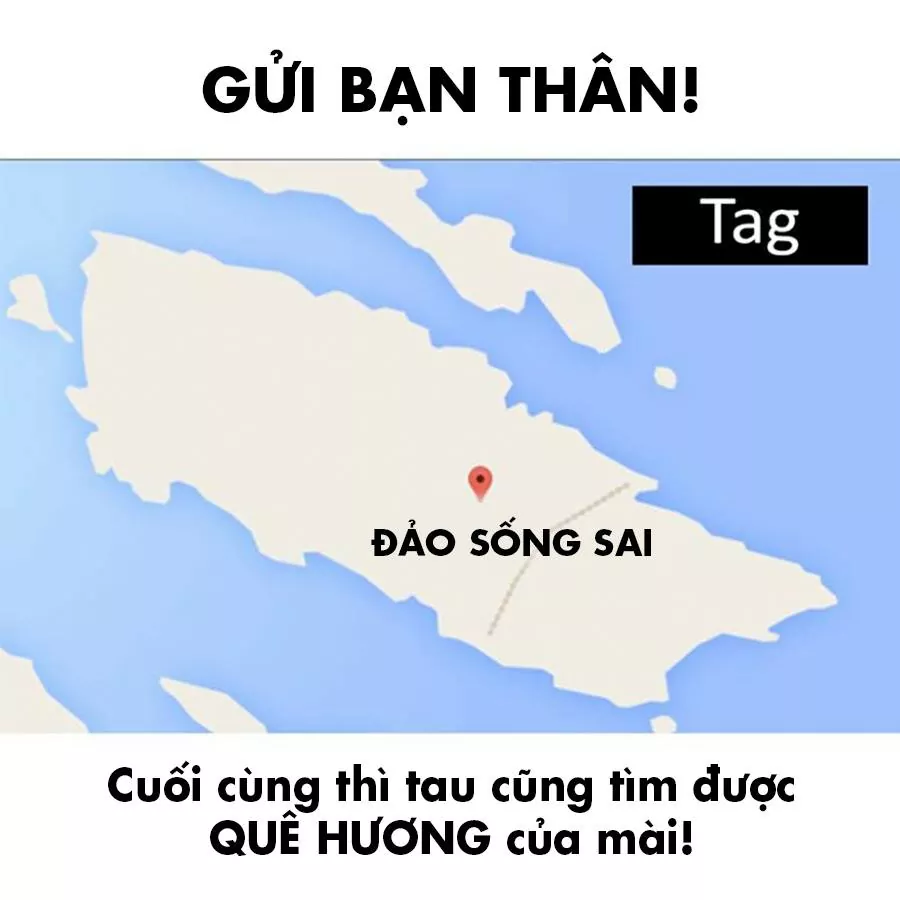 GỬI BẠN THÂN!
Tag
ĐẢO SỐNG SAI
Cuối cùng thì tau cũng tìm được
QUÊ HƯƠNG của mài!